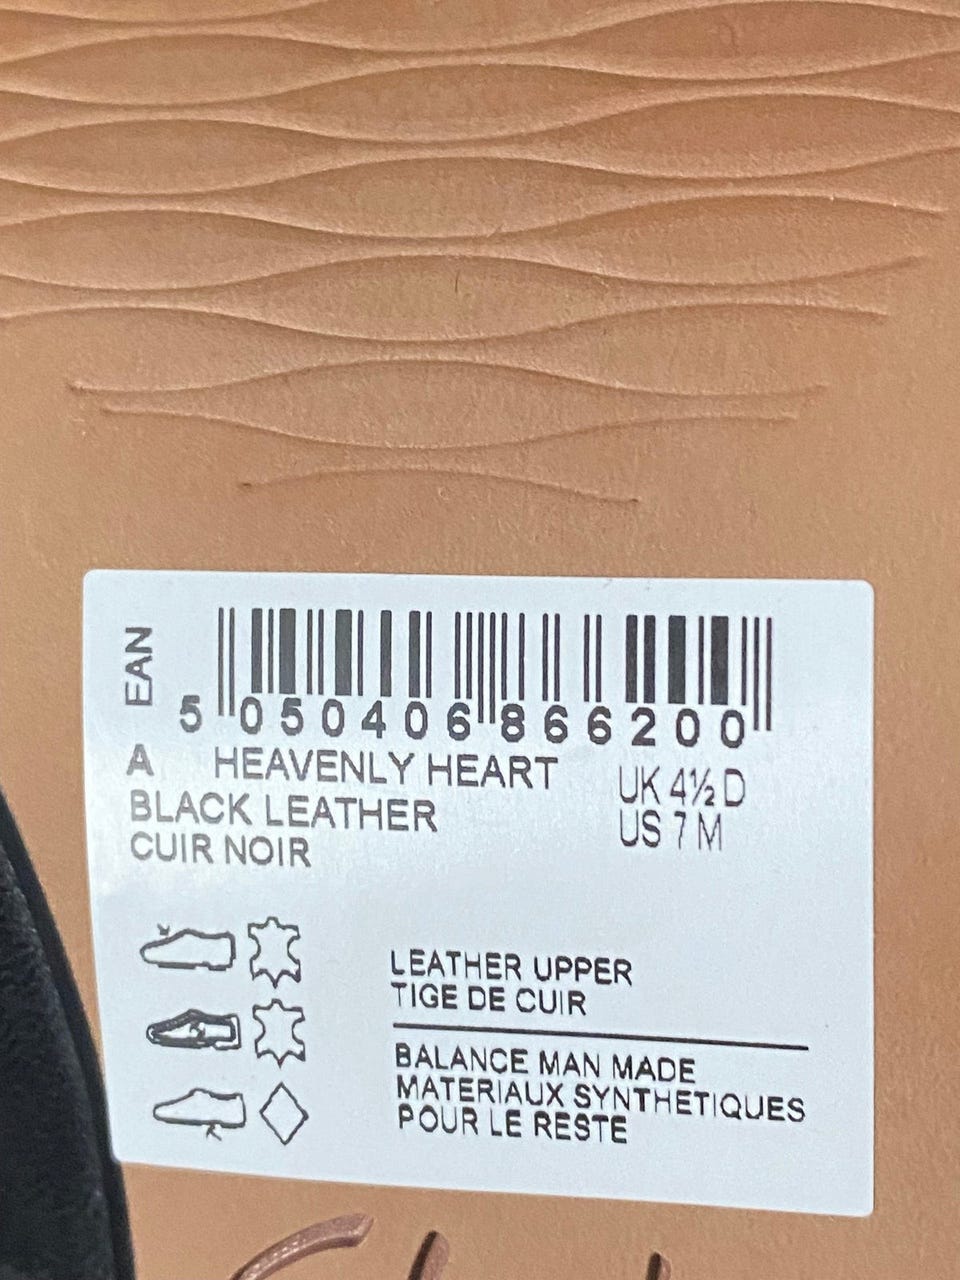 EAN
5 050406 866200
A HEAVENLY HEART
BLACK LEATHER
CUIR NOIR
UK 4½ D
US 7 M
LEATHER UPPER
TIGE DE CUIR
BALANCE MAN MADE
MATERIAUX SYNTHETIQUES
POUR LE RESTE